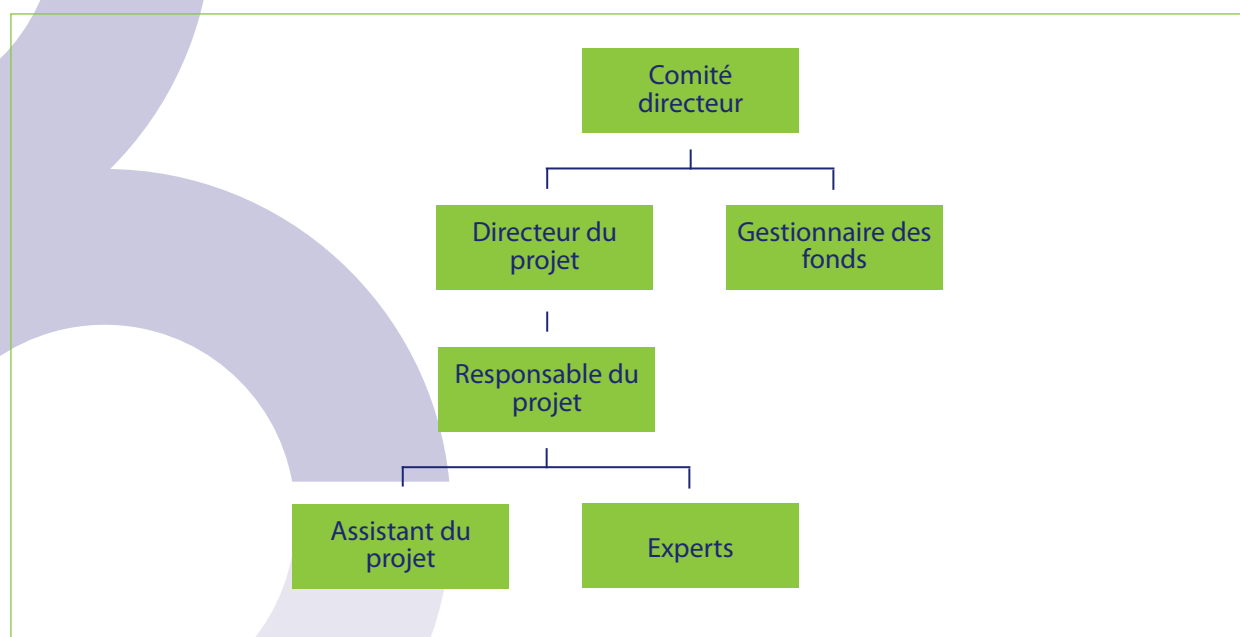 Comité
directeur
Directeur du
projet
Gestionnaire des
fonds
Responsable du
projet
Assistant du
projet
Experts